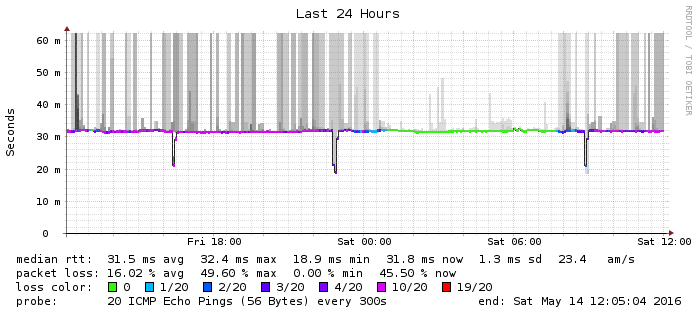 Last 24 Hours
RRDTOOL / TOBI OETIKER
Seconds
60 m
50 m
40 m
30 m
20 m
10 m
0
Fri 18:00 Sat 00:00 Sat 06:00 Sat 12:00
median rtt: 31.5 ms avg 32.4 ms max 18.9 ms min 31.8 ms now 1.3 ms sd 23.4 am/s
packet loss: 16.02 % avg 49.60 % max 0.00 % min 45.50 % now
loss color: 0 1/20 2/20 3/20 4/20 10/20 19/20
probe: 20 ICMP Echo Pings (56 Bytes) every 300s end: Sat May 14 12:05:04 2016